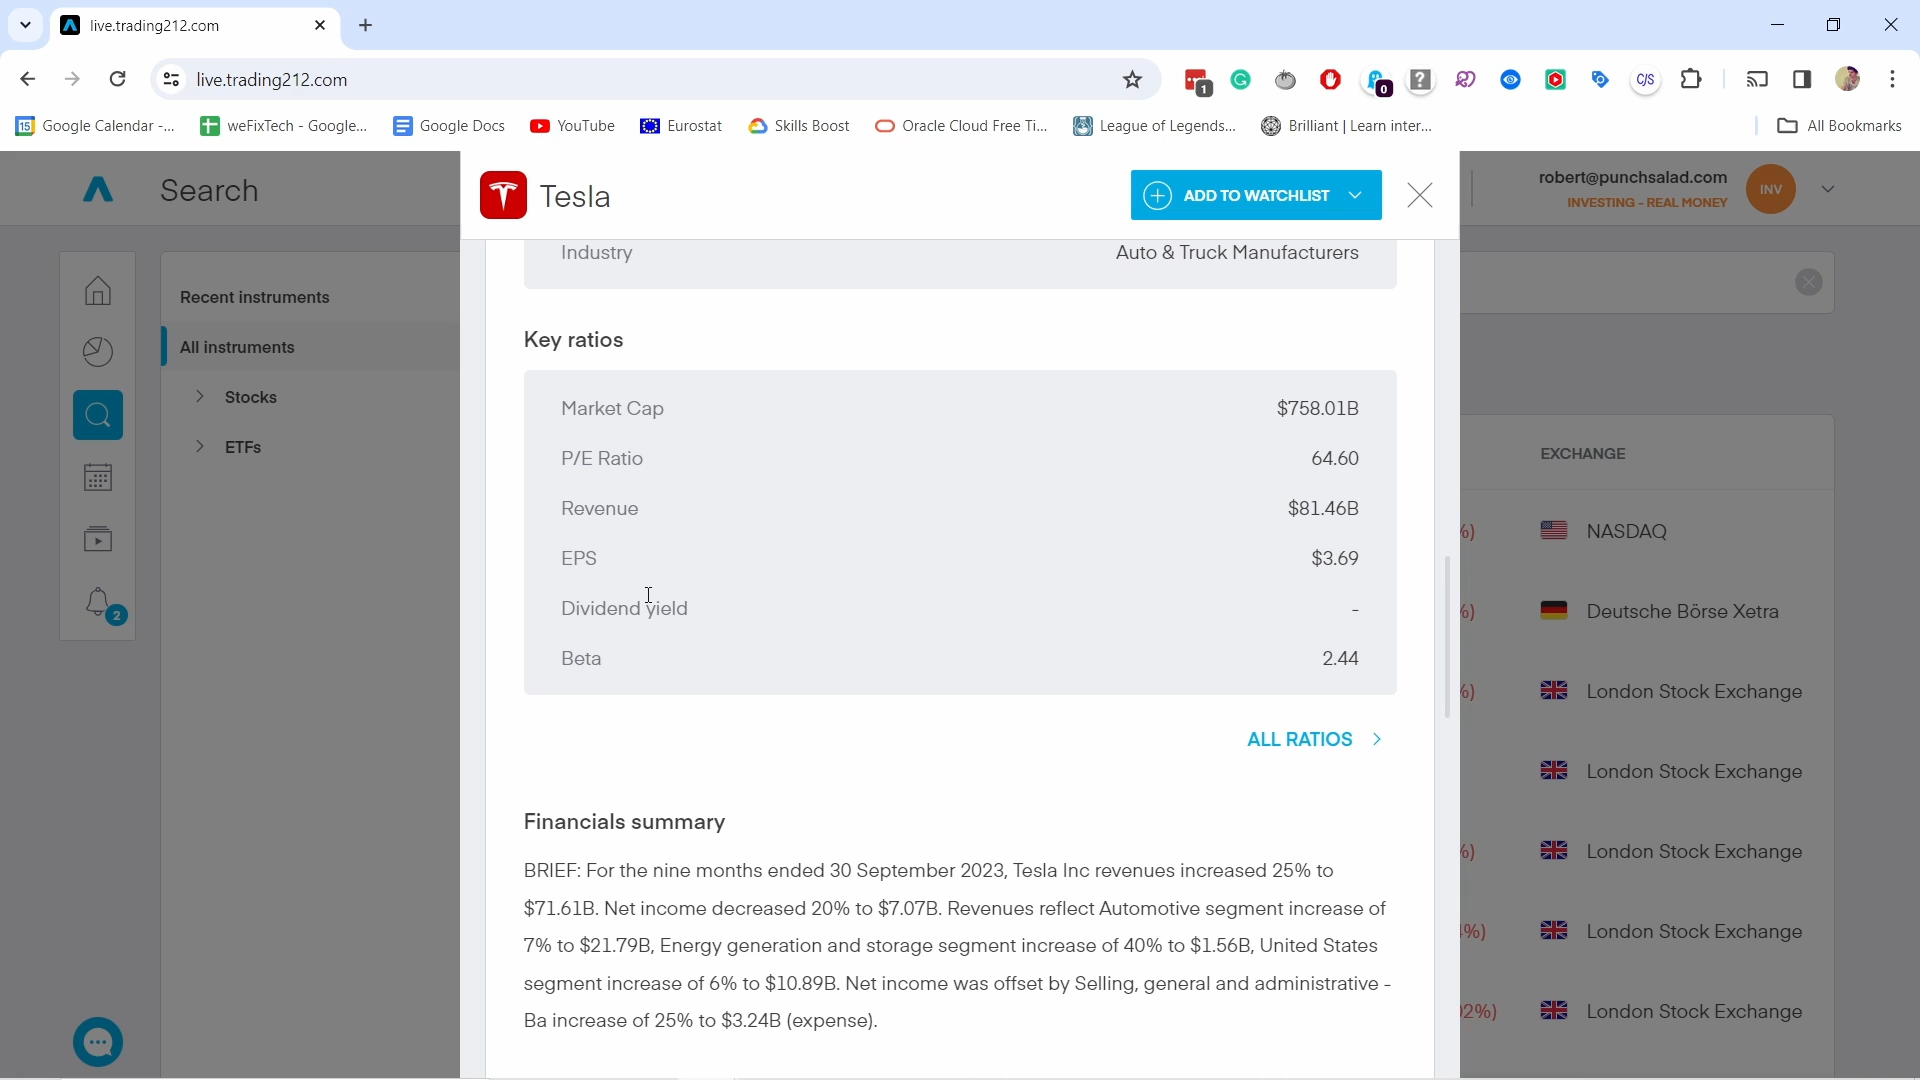 live.trading212.com
live.trading212.com
1
0
C/S
15 Google Calendar -...
weFixTech - Google...
Google Docs
YouTube
Eurostat
Skills Boost
Oracle Cloud Free Ti...
League of Legends...
Brilliant | Learn inter...
All Bookmarks
Search
Tesla
ADD TO WATCHLIST
robert@punchsalad.com
INVESTING - REAL MONEY
INV
Recent instruments
All instruments
Stocks
ETFs
2
Industry Auto & Truck Manufacturers
Key ratios
Market Cap $758.01B
P/E Ratio 64.60
Revenue $81.46B
EPS $3.69
Dividend yield -
Beta 2.44
ALL RATIOS
Financials summary
BRIEF: For the nine months ended 30 September 2023, Tesla Inc revenues increased 25% to
$71.61B. Net income decreased 20% to $7.07B. Revenues reflect Automotive segment increase of
7% to $21.79B, Energy generation and storage segment increase of 40% to $1.56B, United States
segment increase of 6% to $10.89B. Net income was offset by Selling, general and administrative -
Ba increase of 25% to $3.24B (expense).
EXCHANGE
%) NASDAQ
%) Deutsche Börse Xetra
%) London Stock Exchange
London Stock Exchange
%) London Stock Exchange
%) London Stock Exchange
2%) London Stock Exchange